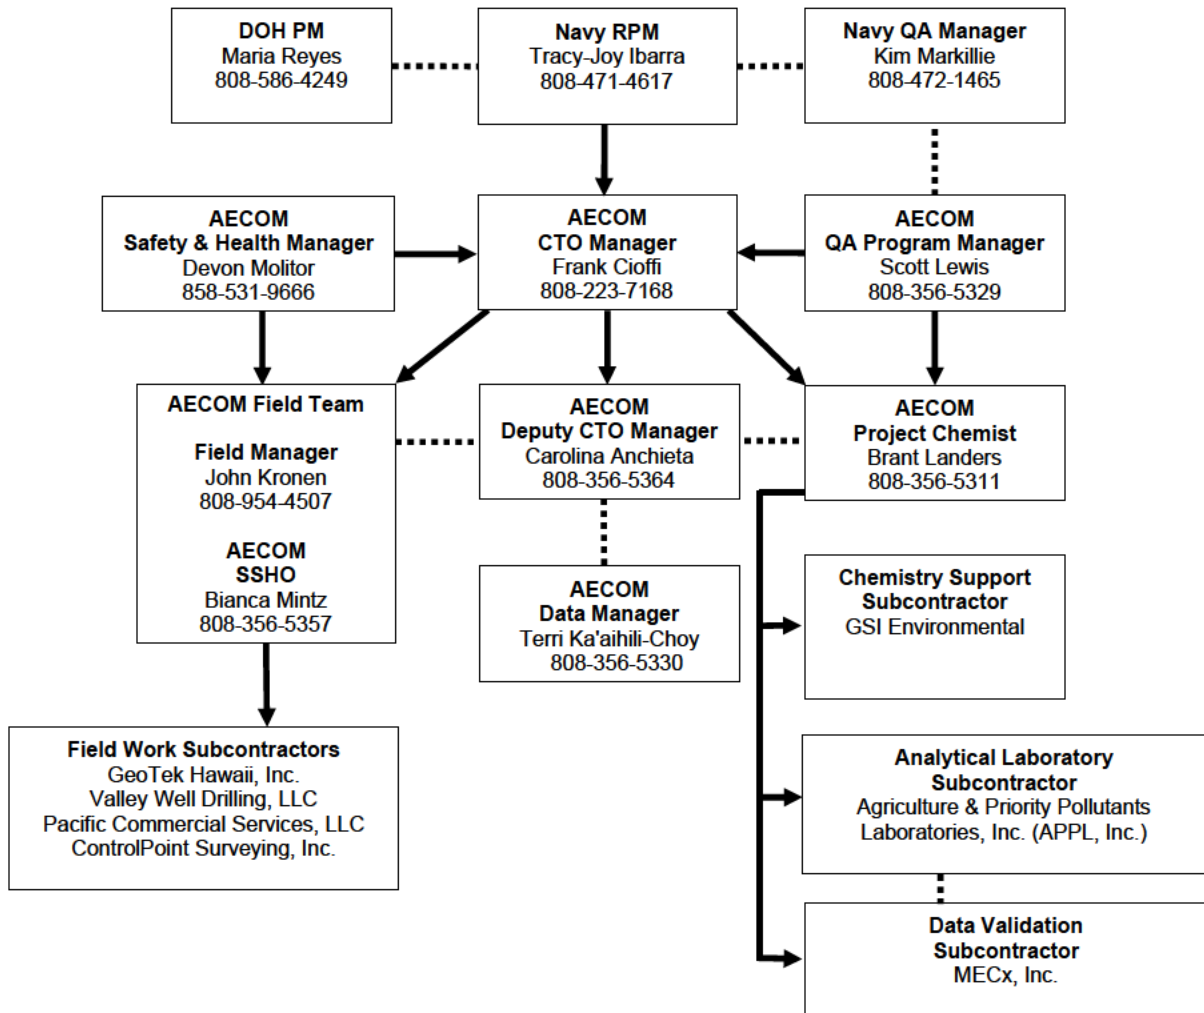 DOH PM
Maria Reyes
808-586-4249
Navy RPM
Tracy-Joy Ibarra
808-471-4617
Navy QA Manager
Kim Markillie
808-472-1465
AECOM
Safety & Health Manager
Devon Molitor
858-531-9666
AECOM
CTO Manager
Frank Cioffi
808-223-7168
AECOM
QA Program Manager
Scott Lewis
808-356-5329
AECOM Field Team
Field Manager
John Kronen
808-954-4507
AECOM
SSHO
Bianca Mintz
808-356-5357
AECOM
Deputy CTO Manager
Carolina Anchieta
808-356-5364
AECOM
Project Chemist
Brant Landers
808-356-5311
AECOM
Data Manager
Terri Ka'aihili-Choy
808-356-5330
Chemistry Support
Subcontractor
GSI Environmental
Field Work Subcontractors
GeoTek Hawaii, Inc.
Valley Well Drilling, LLC
Pacific Commercial Services, LLC
ControlPoint Surveying, Inc.
Analytical Laboratory
Subcontractor
Agriculture & Priority Pollutants
Laboratories, Inc. (APPL, Inc.)
Data Validation
Subcontractor
MECx, Inc.